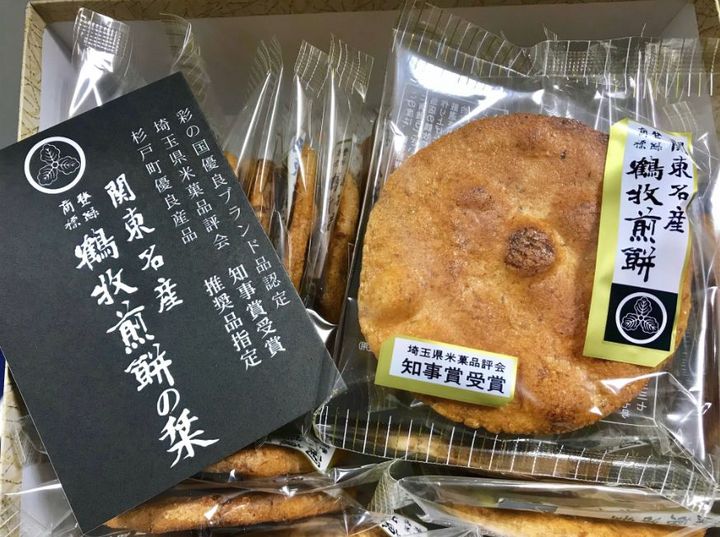 彩の国優良ブランド品認定
埼玉県米菓品評会 知事賞受賞
杉戸町優良産品 推奨品指定
関東名産
登録
商標
鶴牧煎餅の栞
関東名産
登録
商標
鶴牧煎餅
埼玉県米菓品評会
知事賞受賞